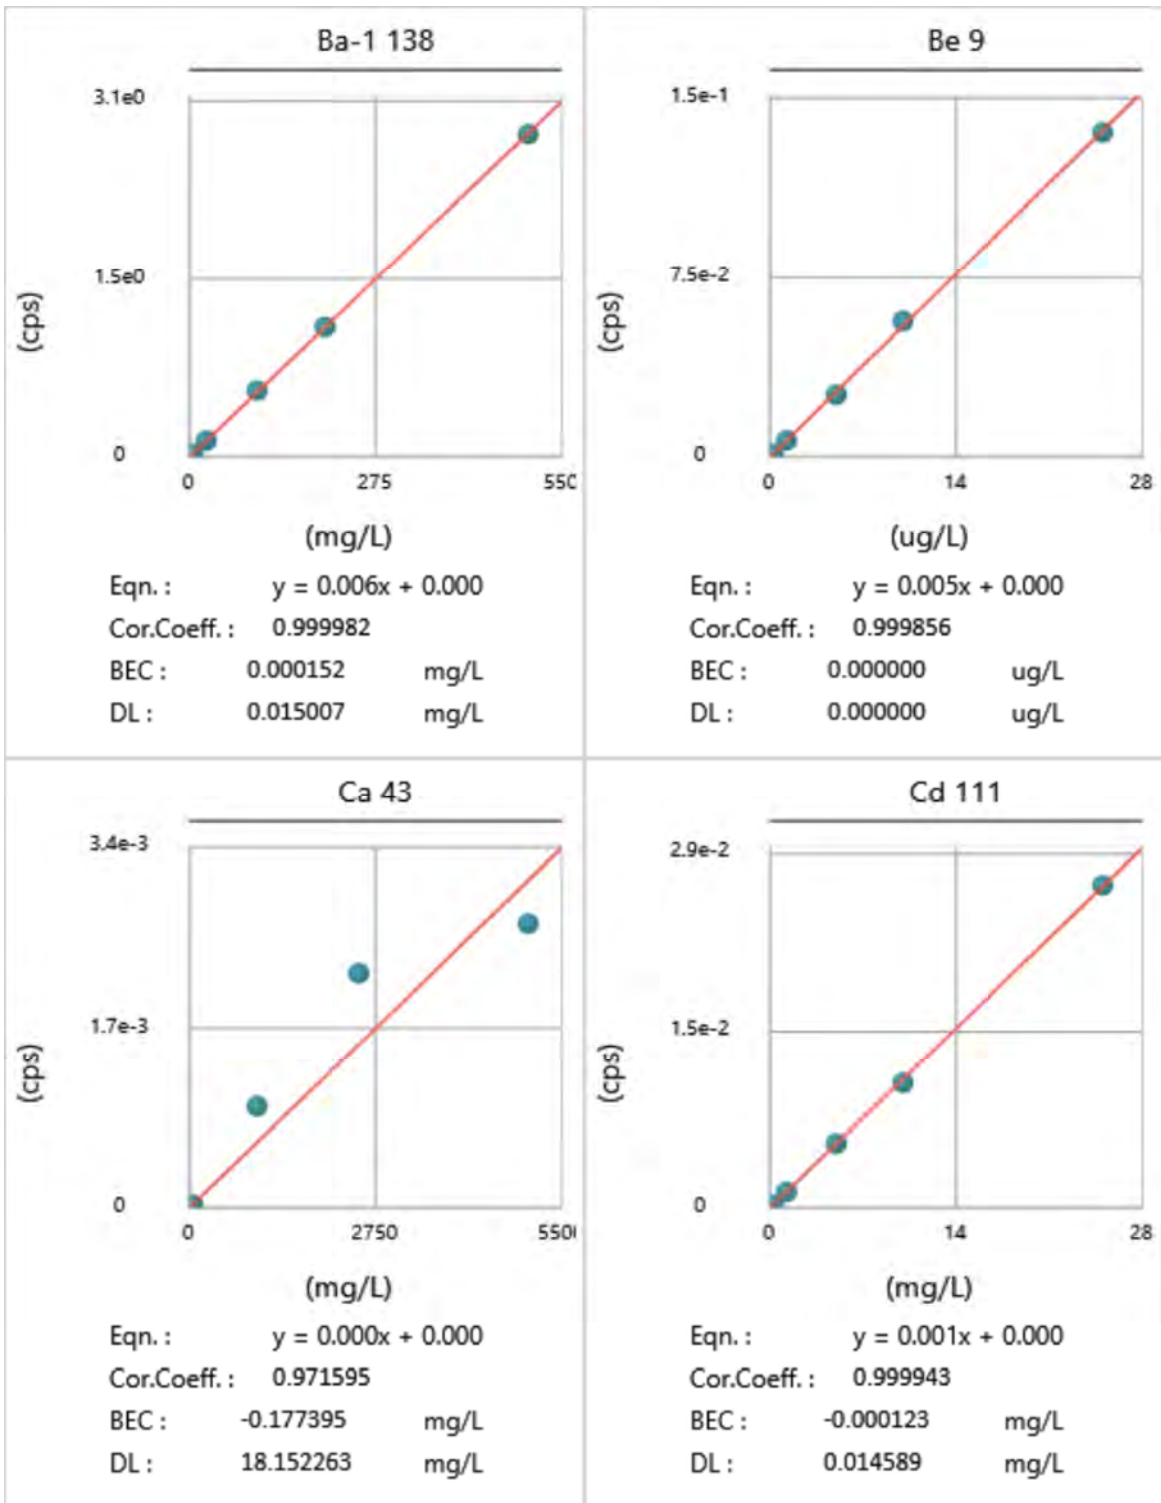 Ba-1 138
3.1e0
1.5e0
0
(cps)
0 275 550
(mg/L)
Eqn. : y = 0.006x + 0.000
Cor.Coeff. : 0.999982
BEC : 0.000152 mg/L
DL : 0.015007 mg/L
Be 9
1.5e-1
7.5e-2
0
(cps)
0 14 28
(ug/L)
Eqn. : y = 0.005x + 0.000
Cor.Coeff. : 0.999856
BEC : 0.000000 ug/L
DL : 0.000000 ug/L
Ca 43
3.4e-3
1.7e-3
0
(cps)
0 2750 550
(mg/L)
Eqn. : y = 0.000x + 0.000
Cor.Coeff. : 0.971595
BEC : -0.177395 mg/L
DL : 18.152263 mg/L
Cd 111
2.9e-2
1.5e-2
0
(cps)
0 14 28
(mg/L)
Eqn. : y = 0.001x + 0.000
Cor.Coeff. : 0.999943
BEC : -0.000123 mg/L
DL : 0.014589 mg/L